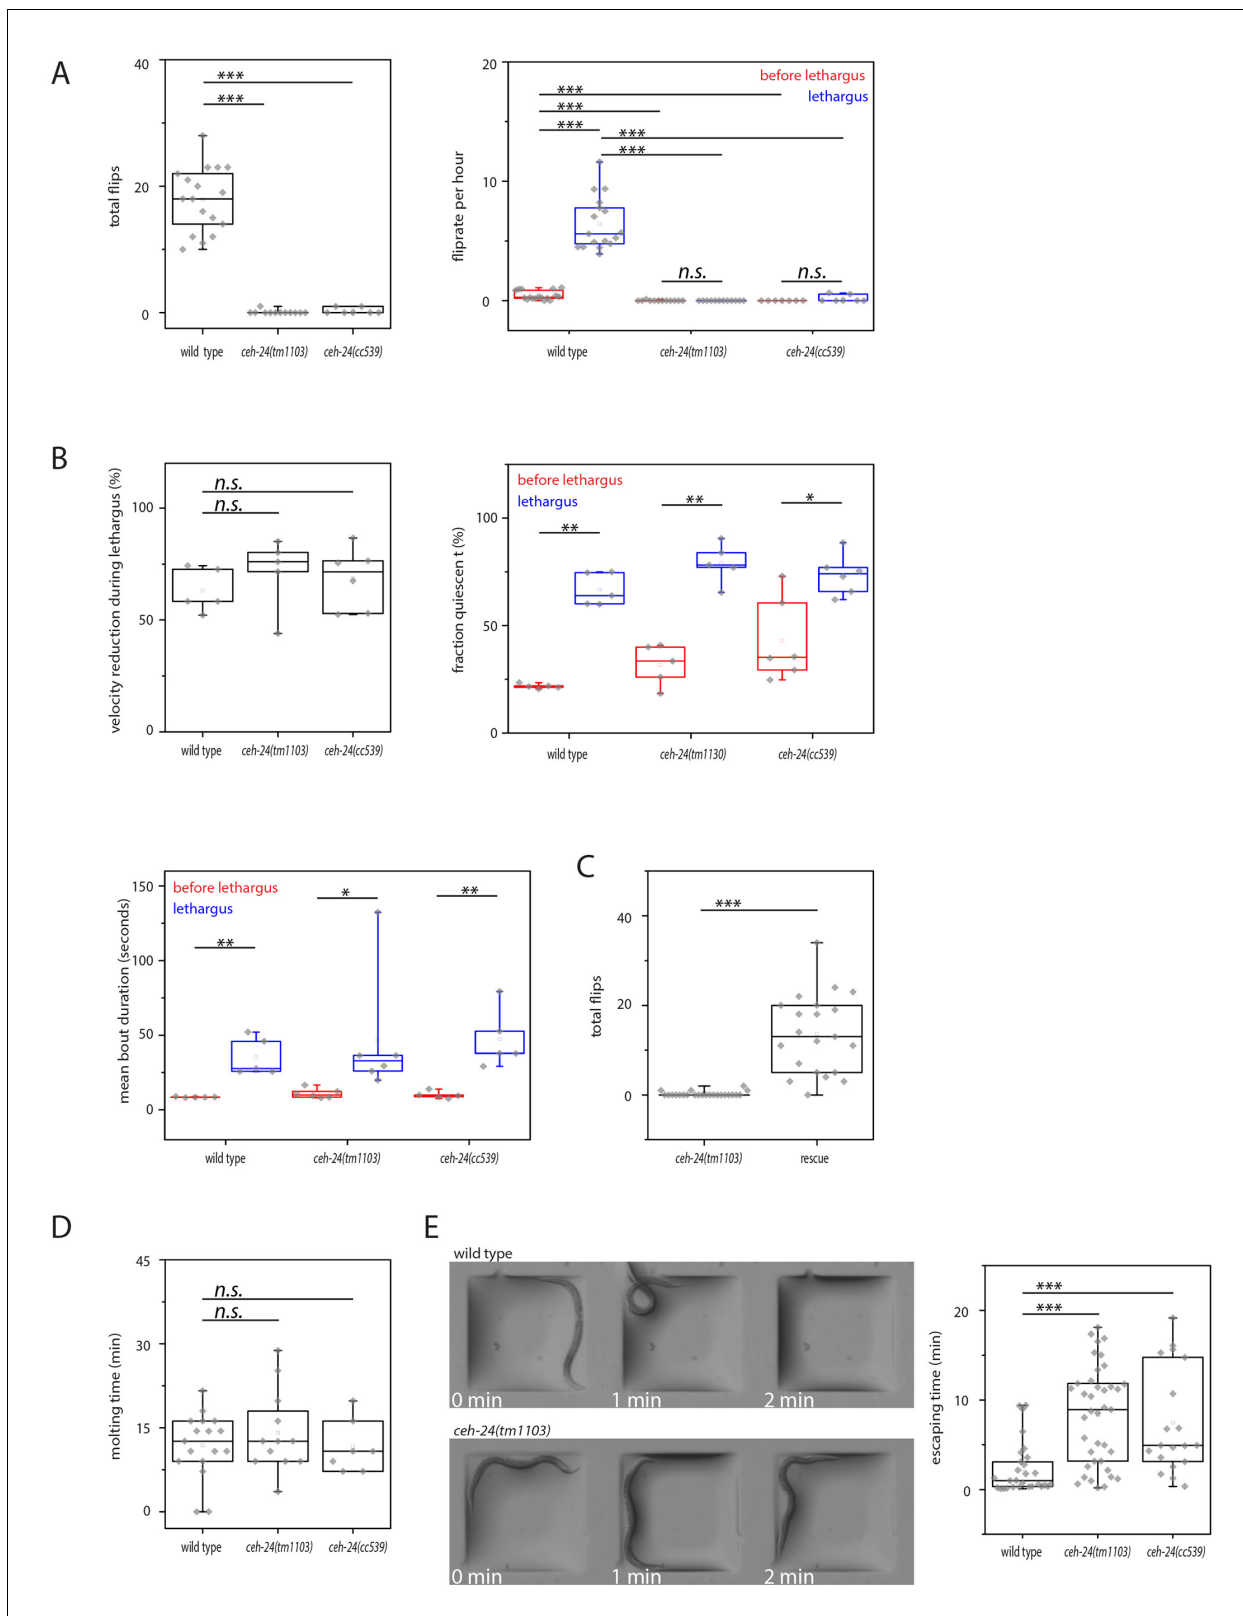 A
total flips
40
20
0
***
***
wild type
ceh-24(tm1103)
ceh-24(cc539)
fliprate per hour
20
10
0
before lethargus
lethargus
***
***
***
***
***
n.s.
n.s.
wild type
ceh-24(tm1103)
ceh-24(cc539)
B
velocity reduction during lethargus (%)
100
50
0
n.s.
n.s.
wild type
ceh-24(tm1103)
ceh-24(cc539)
fraction quiescent t (%)
100
50
0
before lethargus
lethargus
**
**
*
wild type
ceh-24(tm1130)
ceh-24(cc539)
mean bout duration (seconds)
150
100
50
0
before lethargus
lethargus
**
*
**
wild type
ceh-24(tm1103)
ceh-24(cc539)
C
total flips
40
20
0
***
ceh-24(tm1103)
rescue
D
molting time (min)
45
30
15
0
n.s.
n.s.
wild type
ceh-24(tm1103)
ceh-24(cc539)
E
wild type
0 min
1 min
2 min
ceh-24(tm1103)
0 min
1 min
2 min
escaping time (min)
20
10
0
***
***
wild type
ceh-24(tm1103)
ceh-24(cc539)